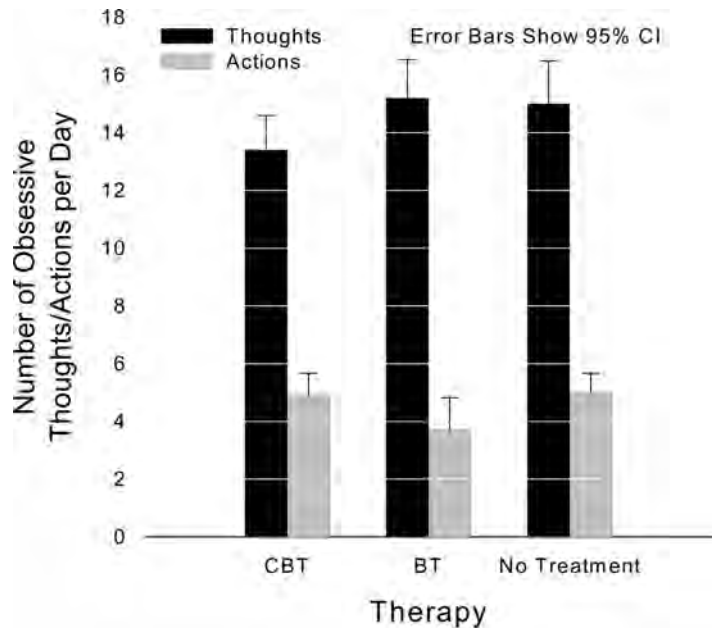 18
Thoughts
Error Bars Show 95% CI
Actions
16
14
12
10
8
6
4
2
0
Number of Obsessive
Thoughts/Actions per Day
CBT
BT
No Treatment
Therapy